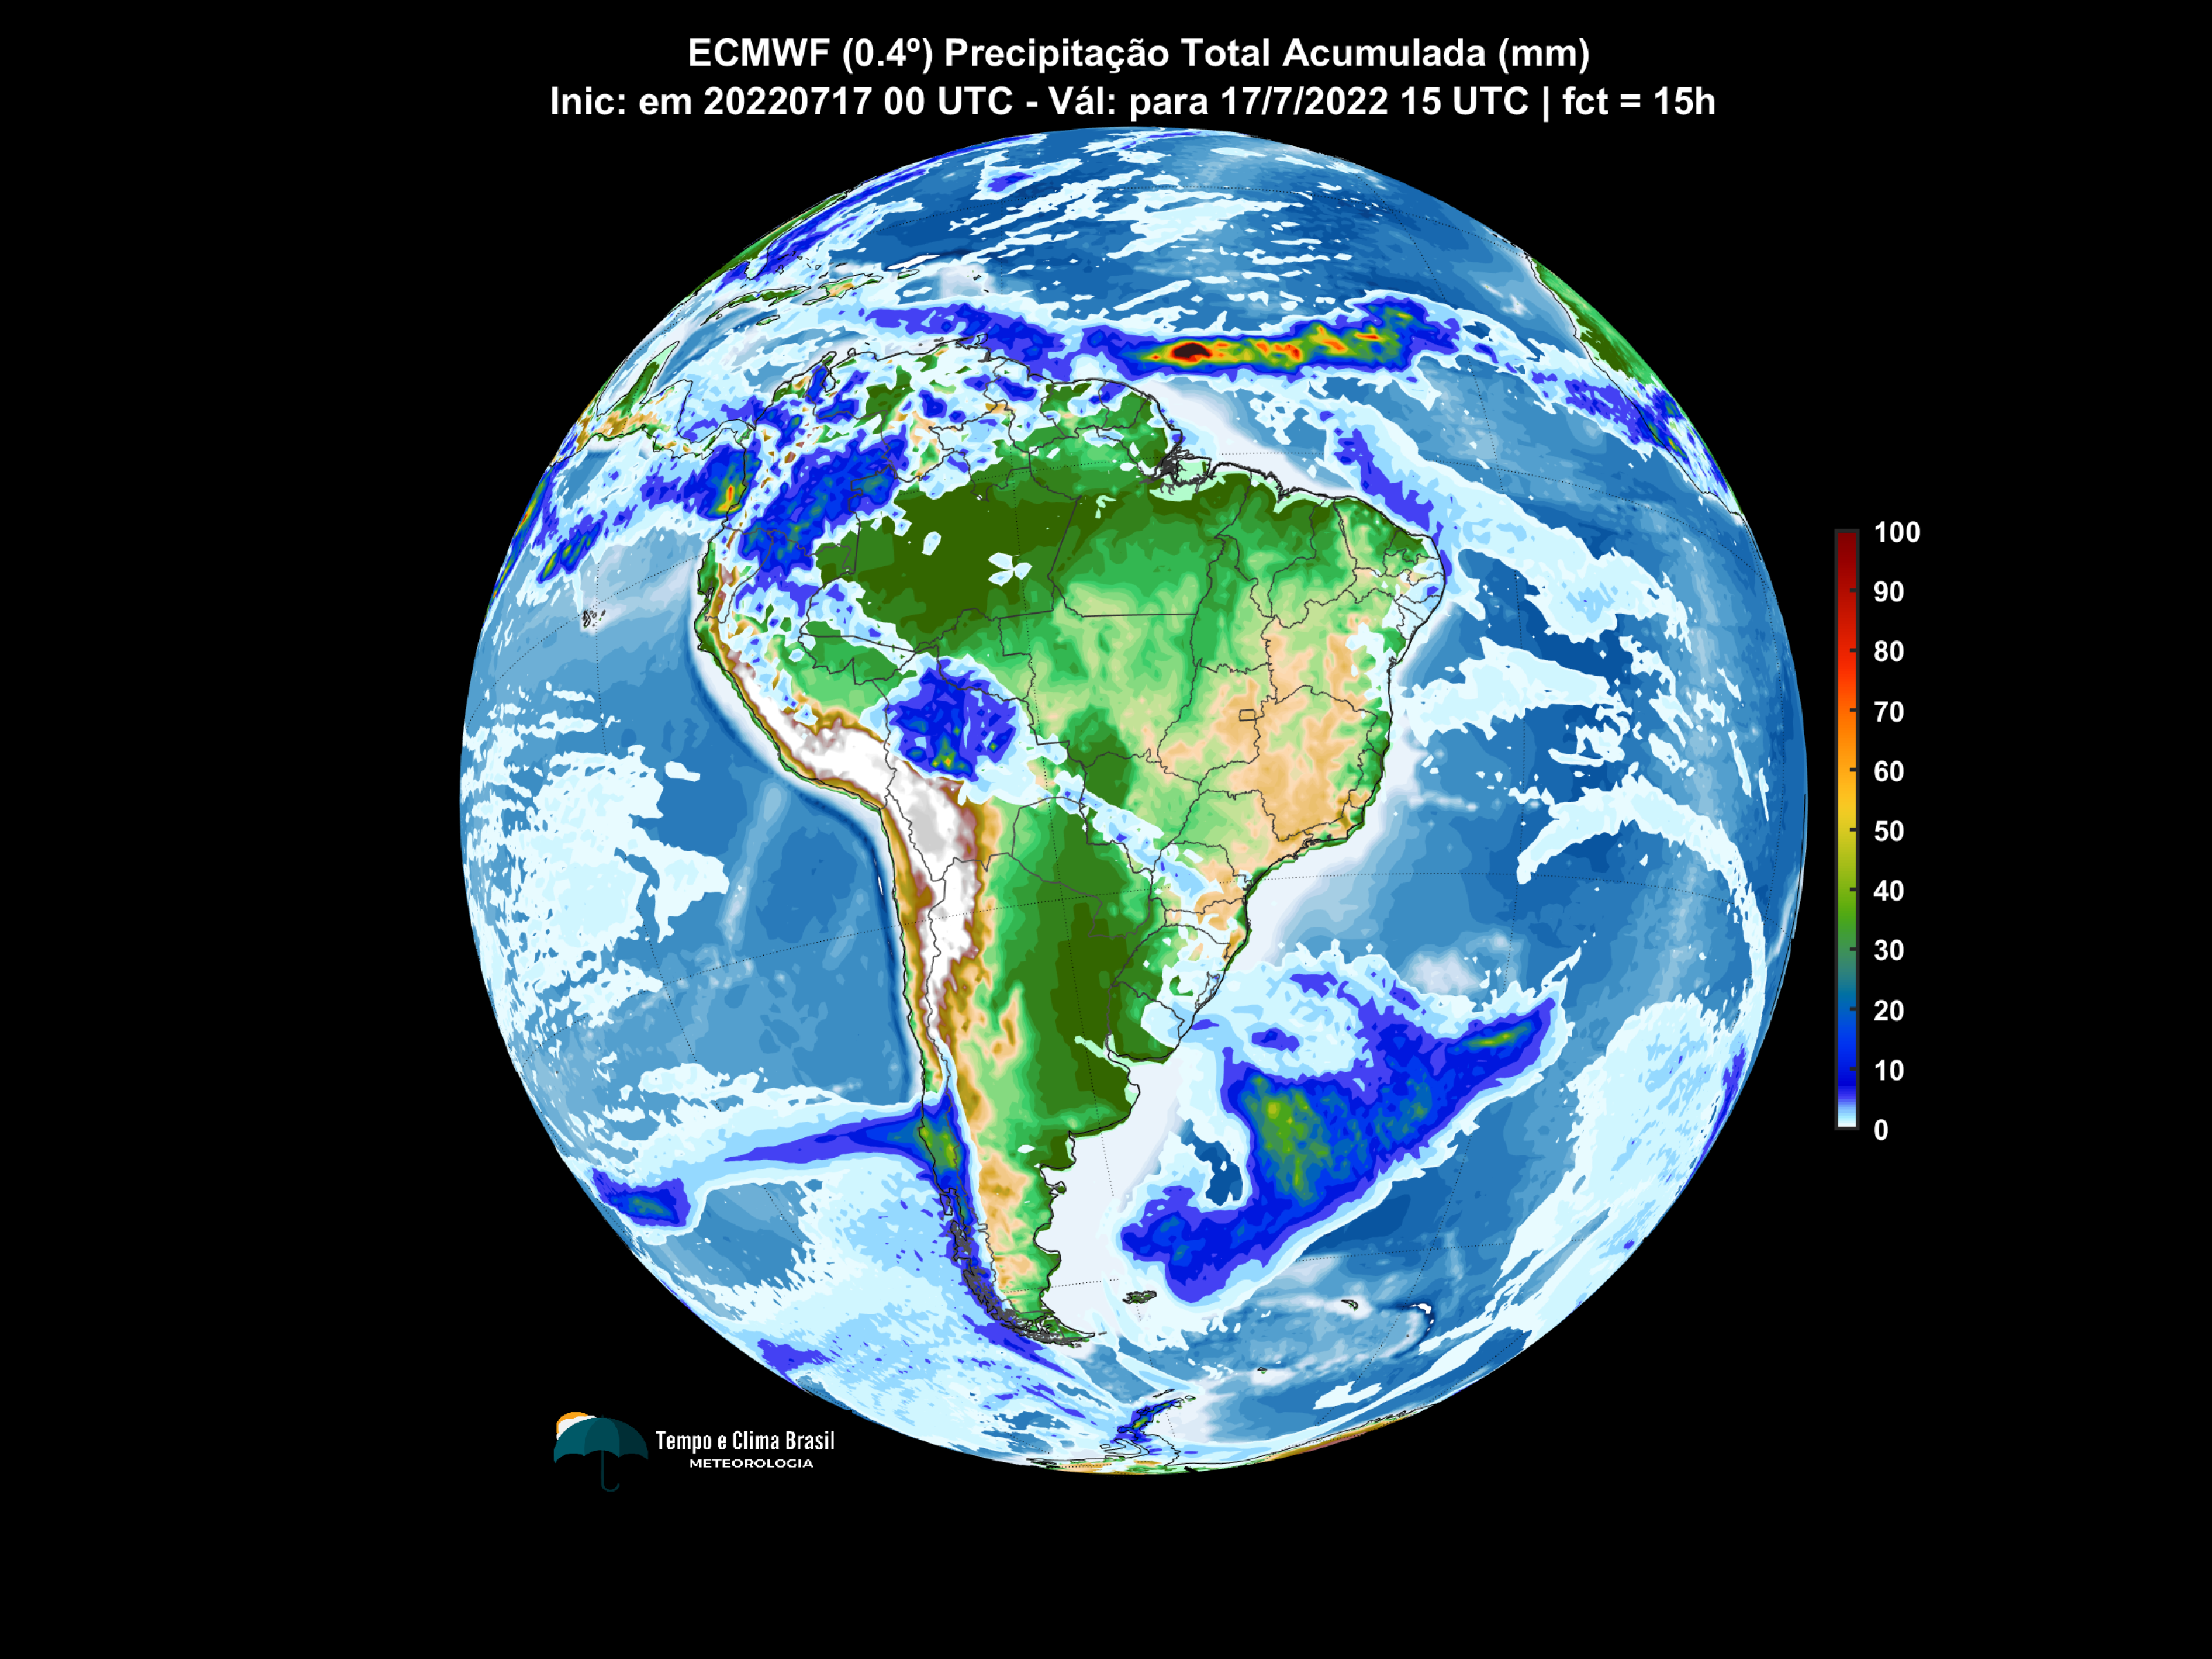 ECMWF (0.4º) Precipitação Total Acumulada (mm)
Inic: em 20220717 00 UTC - Vál: para 17/7/2022 15 UTC | fct = 15h
100
90
80
70
60
50
40
30
20
10
0
Tempo e Clima Brasil
METEOROLOGIA